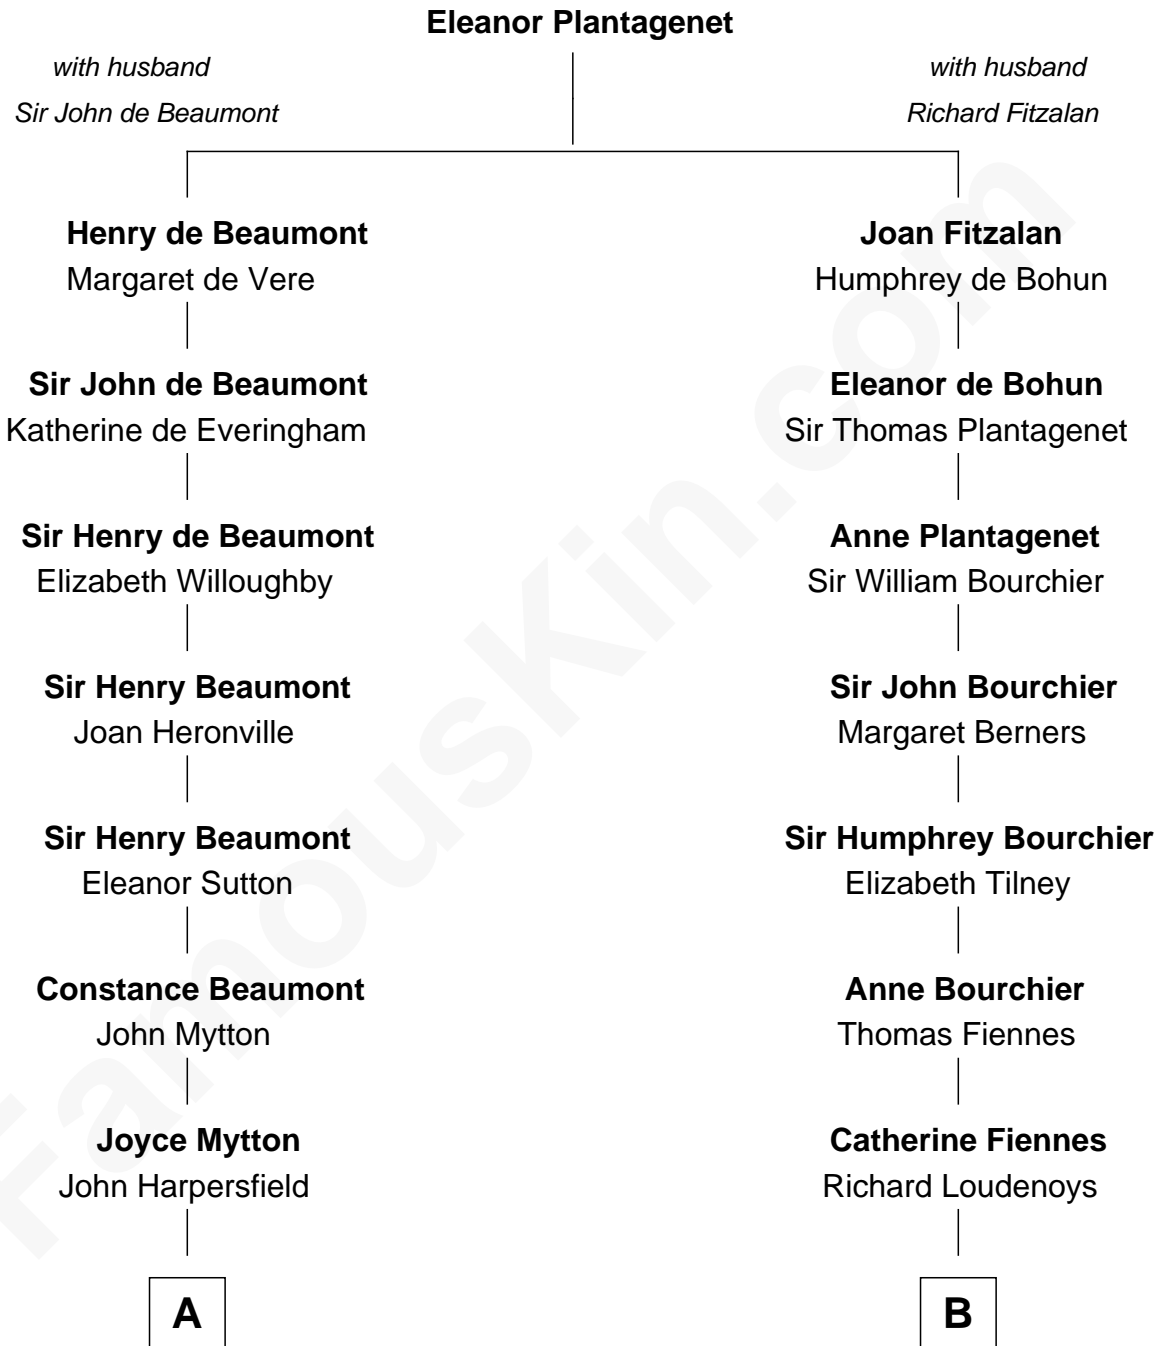 Eleanor Plantagenet
with husband
Sir John de Beaumont
with husband
Richard Fitzalan
Henry de Beaumont
Margaret de Vere
Sir John de Beaumont
Katherine de Everingham
Sir Henry de Beaumont
Elizabeth Willoughby
Sir Henry Beaumont
Joan Heronville
Sir Henry Beaumont
Eleanor Sutton
Constance Beaumont
John Mytton
Joyce Mytton
John Harpersfield
A
Joan Fitzalan
Humphrey de Bohun
Eleanor de Bohun
Sir Thomas Plantagenet
Anne Plantagenet
Sir William Bourchier
Sir John Bourchier
Margaret Berners
Sir Humphrey Bourchier
Elizabeth Tilney
Anne Bourchier
Thomas Fiennes
Catherine Fiennes
Richard Loudenoys
B
FamousKin.com